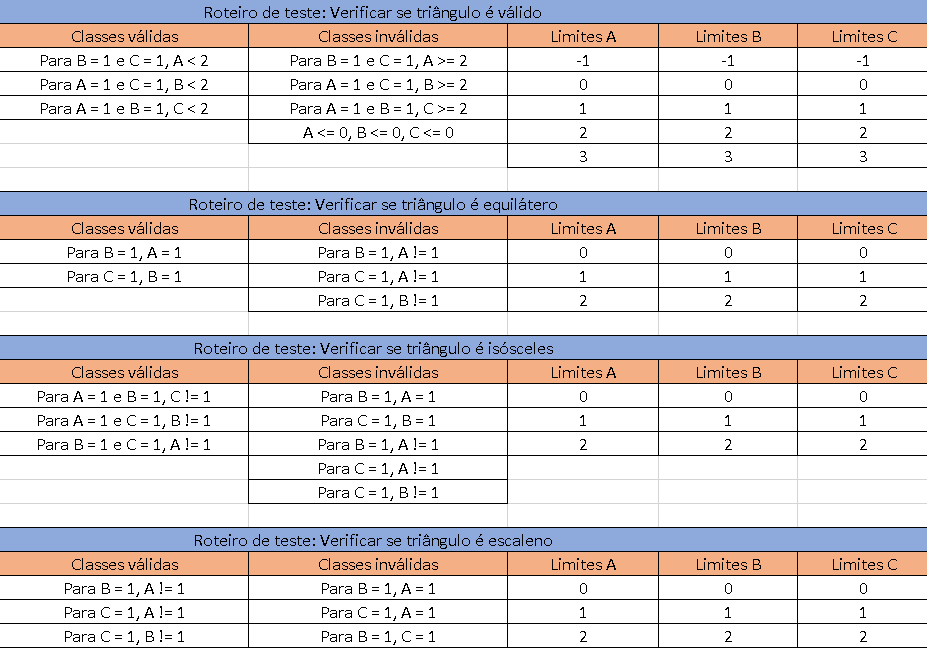 Roteiro de teste: Verificar se triângulo é válido
Classes válidas Classes inválidas Limites A Limites B Limites C
Para B = 1 e C = 1, A < 2 Para B = 1 e C = 1, A >= 2 -1 -1 -1
Para A = 1 e C = 1, B < 2 Para A = 1 e C = 1, B >= 2 0 0 0
Para A = 1 e B = 1, C < 2 Para A = 1 e B = 1, C >= 2 1 1 1
A <= 0, B <= 0, C <= 0 2 2 2
3 3 3
Roteiro de teste: Verificar se triângulo é equilátero
Classes válidas Classes inválidas Limites A Limites B Limites C
Para B = 1, A = 1 Para B = 1, A != 1 0 0 0
Para C = 1, B = 1 Para C = 1, A != 1 1 1 1
Para C = 1, B != 1 2 2 2
Roteiro de teste: Verificar se triângulo é isósceles
Classes válidas Classes inválidas Limites A Limites B Limites C
Para A = 1 e B = 1, C != 1 Para B = 1, A = 1 0 0 0
Para A = 1 e C = 1, B != 1 Para C = 1, B = 1 1 1 1
Para B = 1 e C = 1, A != 1 Para B = 1, A != 1 2 2 2
Para C = 1, A != 1
Para C = 1, B != 1
Roteiro de teste: Verificar se triângulo é escaleno
Classes válidas Classes inválidas Limites A Limites B Limites C
Para B = 1, A != 1 Para B = 1, A = 1 0 0 0
Para C = 1, A != 1 Para C = 1, A = 1 1 1 1
Para C = 1, B != 1 Para B = 1, C = 1 2 2 2